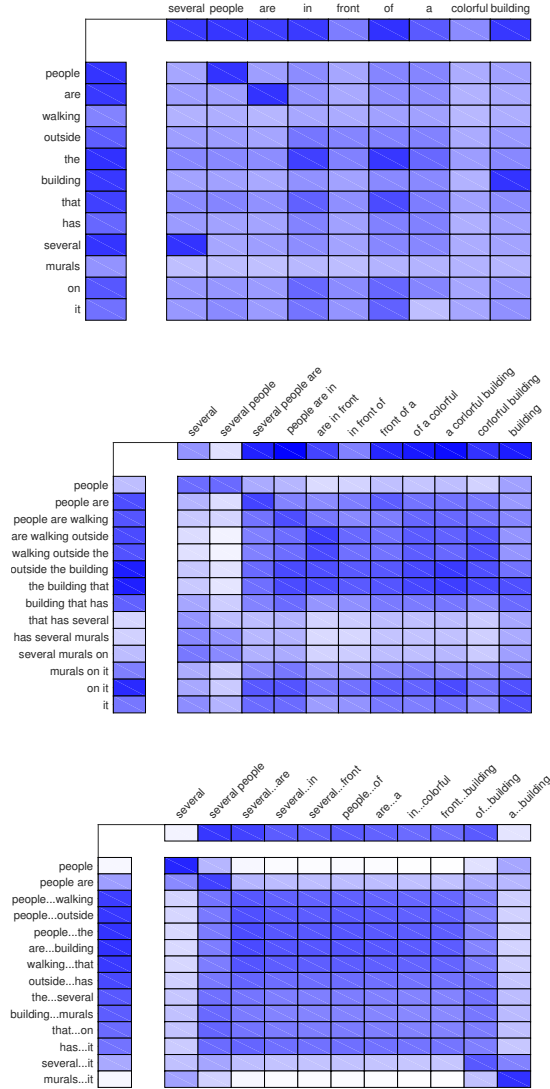 several people are in front of a colorful building
people
are
walking
outside
the
building
that
has
several
murals
on
it
several
several people
several people are
people are in
are in front
in front of
front of a
of a colorful
a corlorful building
corlorful building
building
people
people are
people are walking
are walking outside
walking outside the
outside the building
the building that
building that has
that has several
has several murals
several murals on
murals on it
on it
it
several
several people
several...are
several...in
several...front
people...of
are...a
in...colorful
front...building
of...building
a...building
people
people are
people...walking
people...outside
people...the
are...building
walking...that
outside...has
the...several
building...murals
that...on
has...it
several...it
murals...it